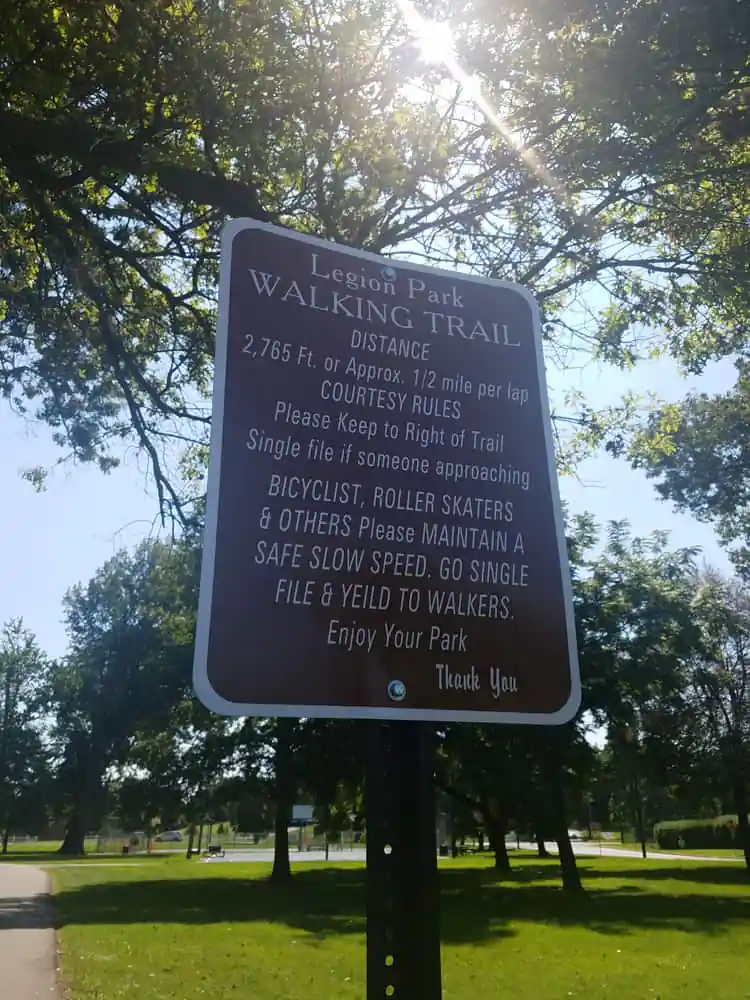 Legion Park
WALKING TRAIL
DISTANCE
2,765 Ft. or Approx. 1/2 mile per lap
COURTESY RULES
Please Keep to Right of Trail
Single file if someone approaching
BICYCLIST, ROLLER SKATERS
& OTHERS Please MAINTAIN A
SAFE SLOW SPEED. GO SINGLE
FILE & YEILD TO WALKERS.
Enjoy Your Park
Thank You